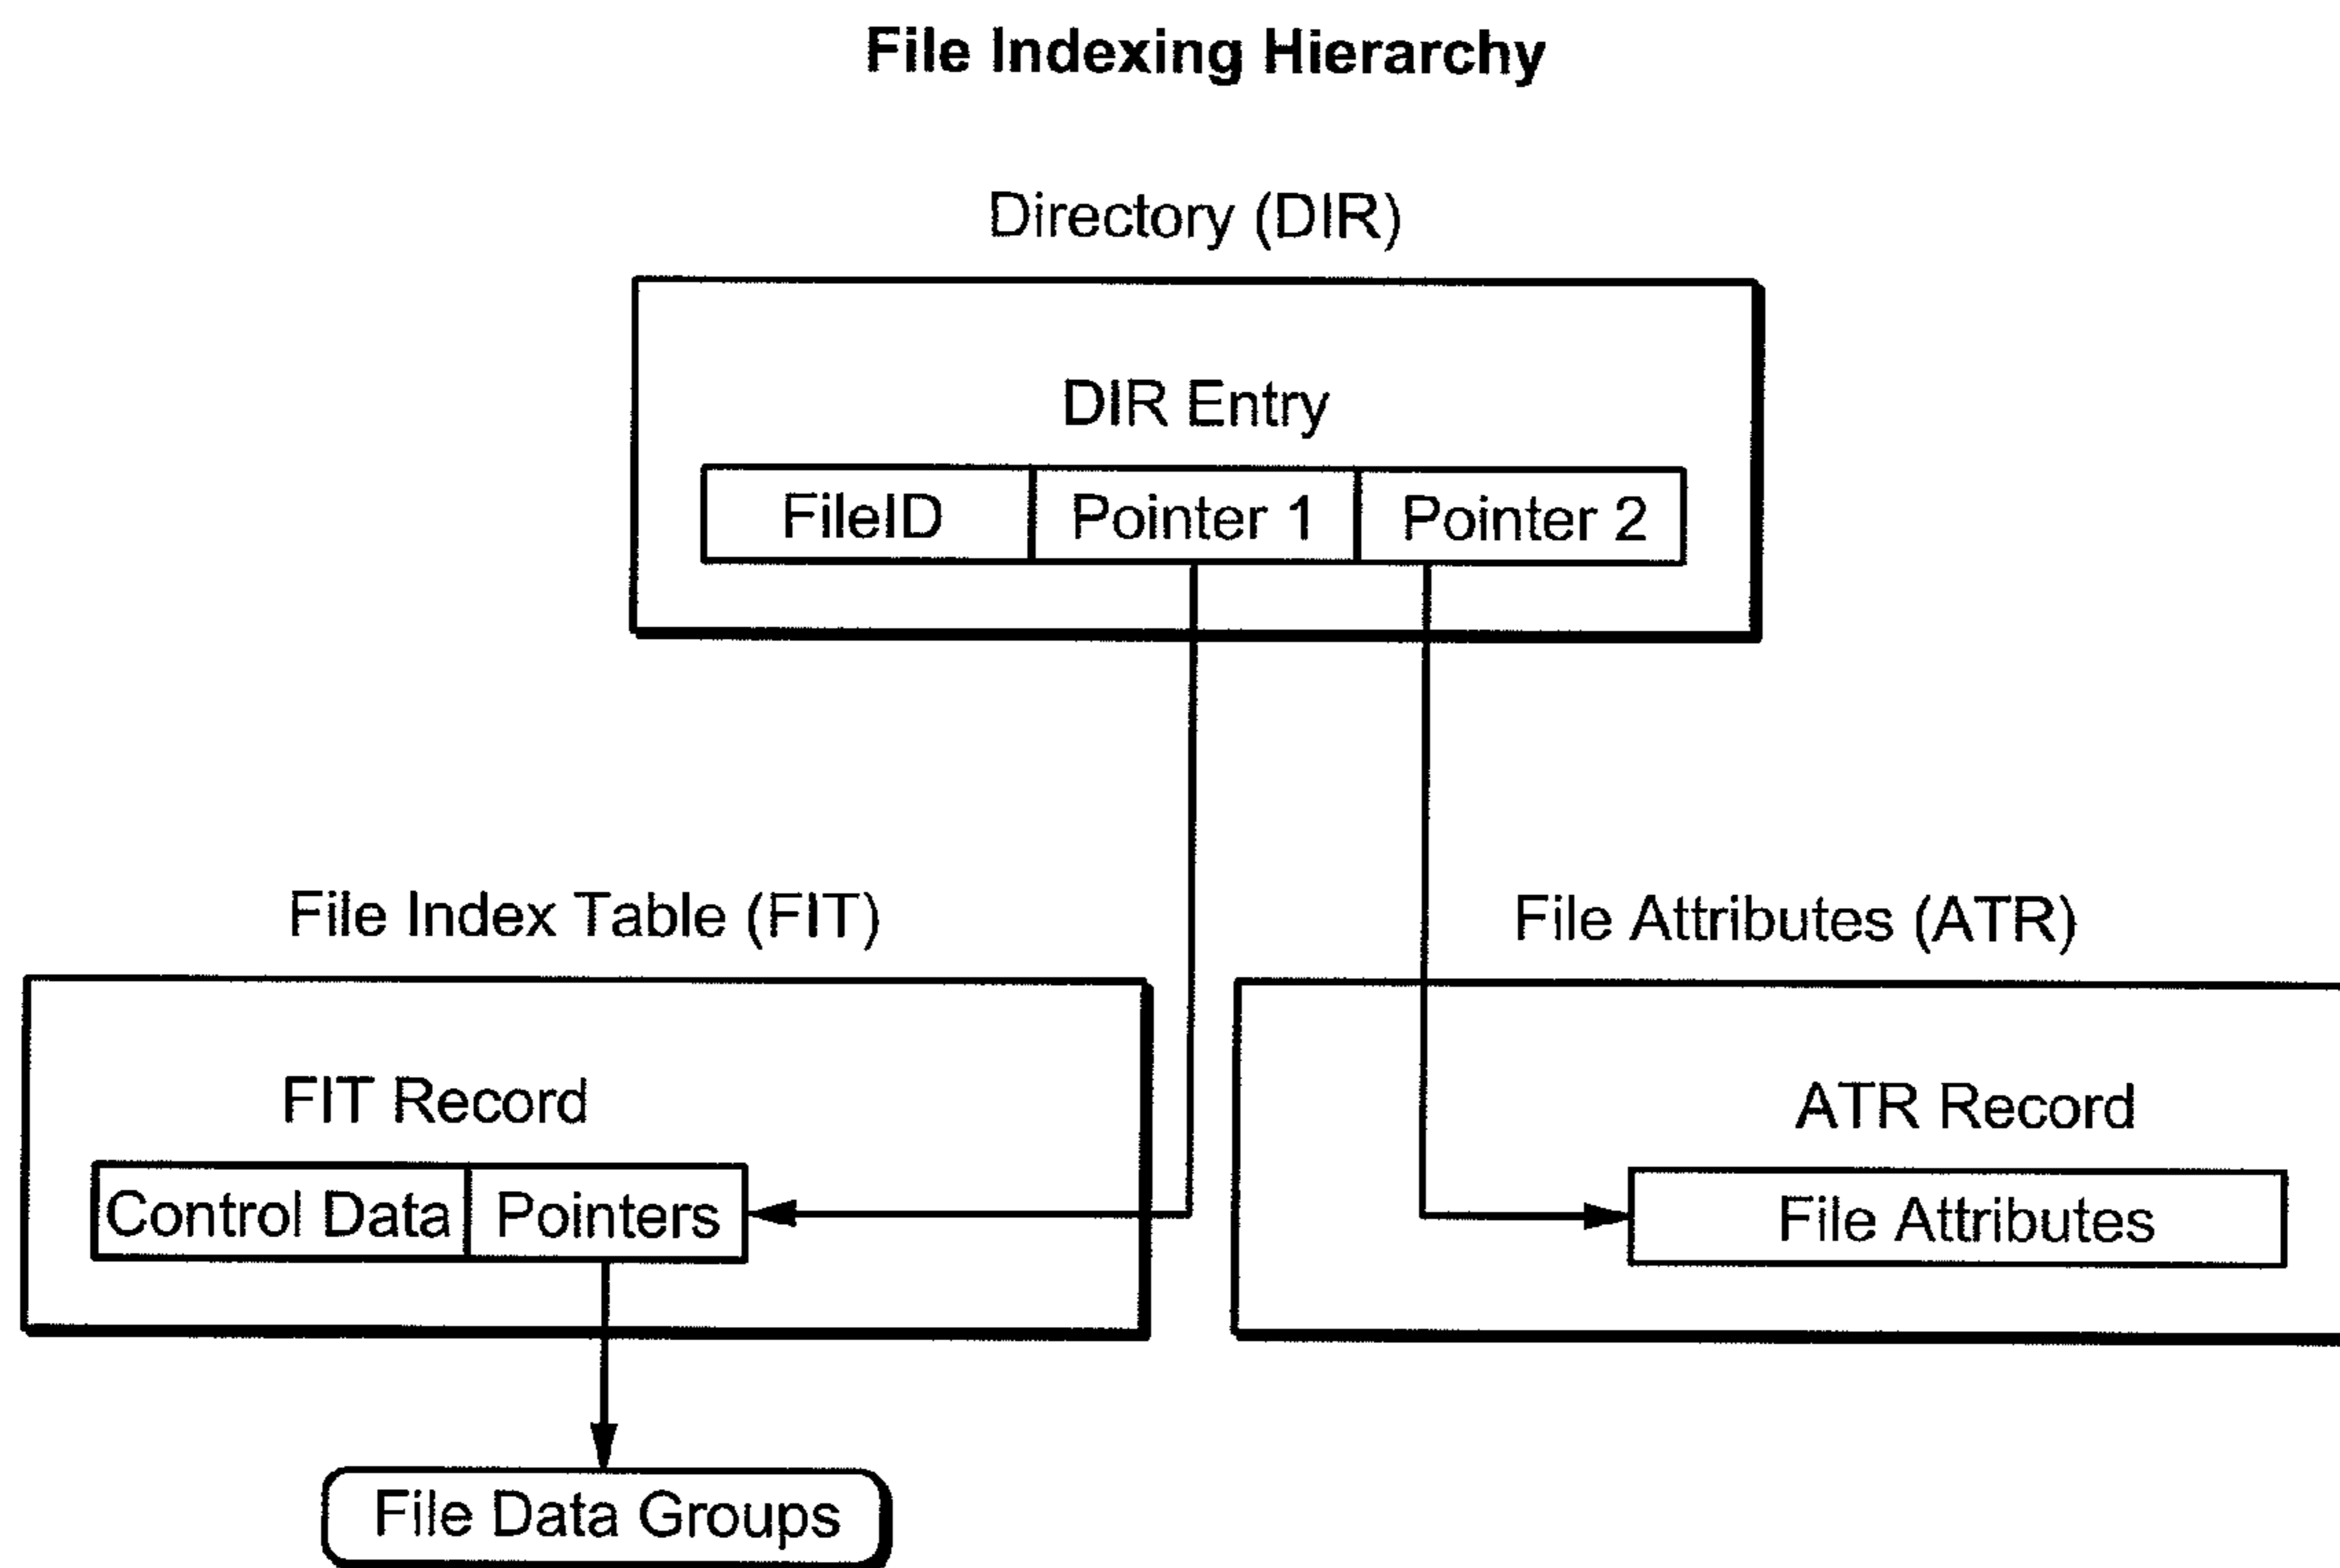 File Indexing Hierarchy
Directory (DIR)
DIR Entry
FileID
Pointer 1
Pointer 2
File Index Table (FIT)
File Attributes (ATR)
FIT Record
ATR Record
Control Data
Pointers
File Attributes
File Data Groups